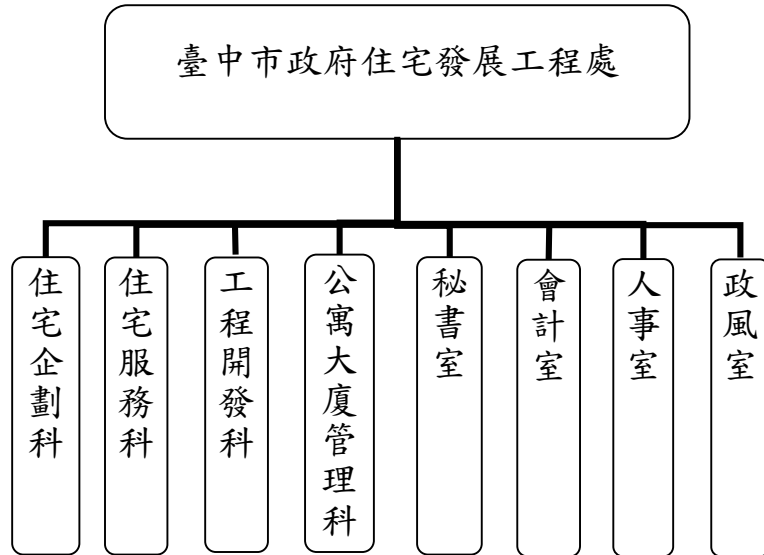 臺中市政府住宅發展工程處
住宅企劃科
住宅服務科
工程開發科
公寓大廈管理科
秘書室
會計室
人事室
政風室